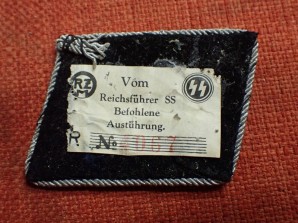 RZM
Vom
Reichsführer SS
Befohlene
Ausführung.
R No